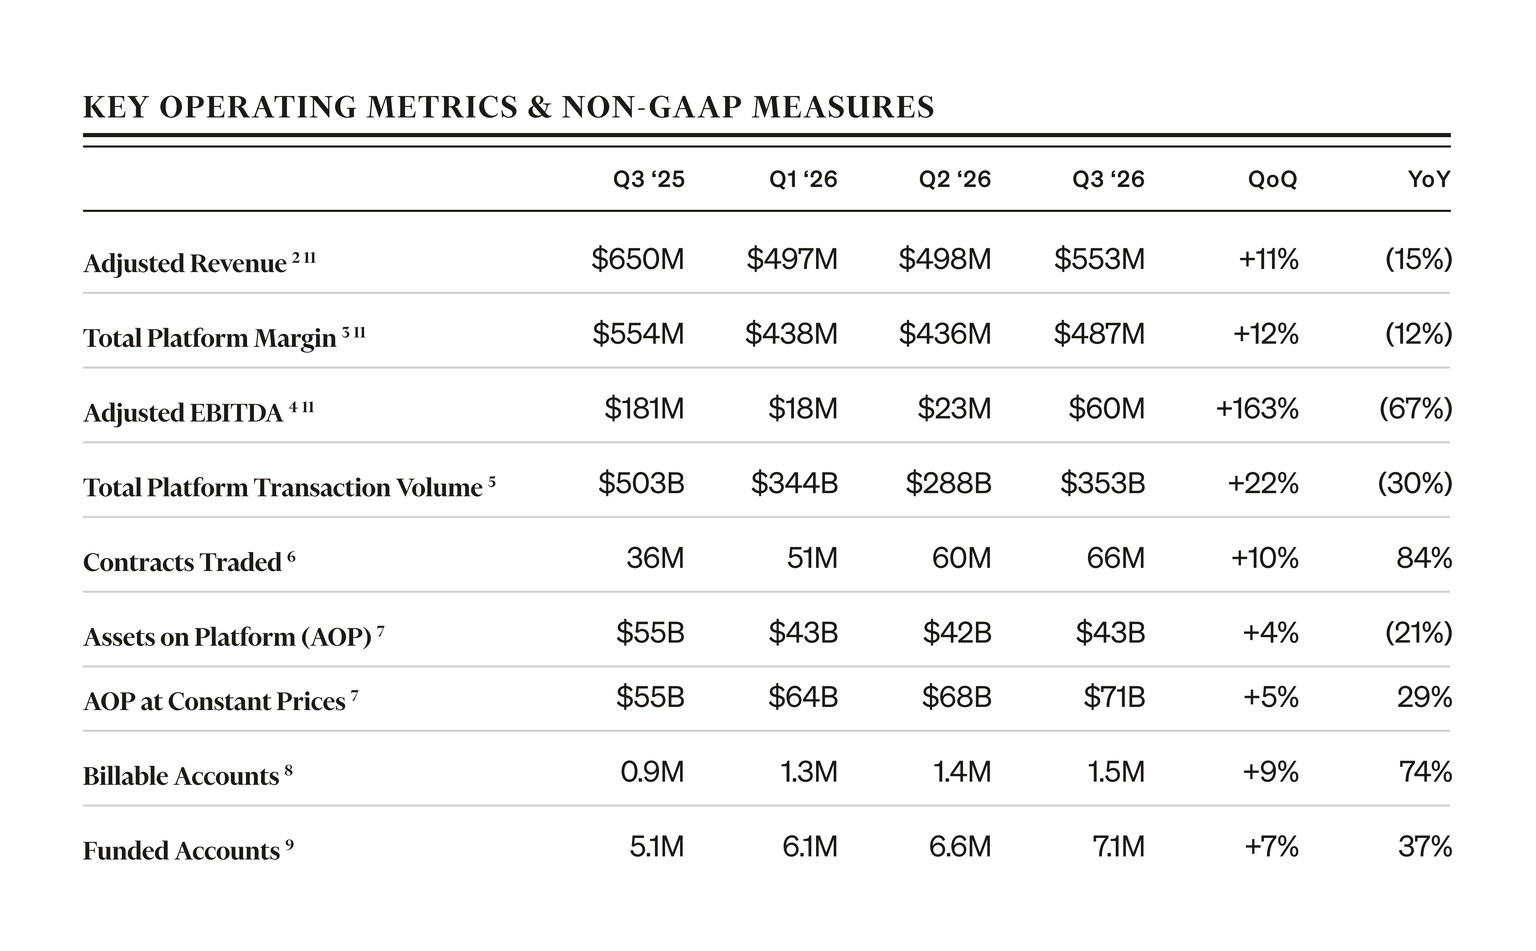 KEY OPERATING METRICS & NON-GAAP MEASURES
Q3 ‘25 Q1 ‘26 Q2 ‘26 Q3 ‘26 QoQ YoY
Adjusted Revenue 2 11 $650M $497M $498M $553M +11% (15%)
Total Platform Margin 3 11 $554M $438M $436M $487M +12% (12%)
Adjusted EBITDA 4 11 $181M $18M $23M $60M +163% (67%)
Total Platform Transaction Volume 5 $503B $344B $288B $353B +22% (30%)
Contracts Traded 6 36M 51M 60M 66M +10% 84%
Assets on Platform (AOP) 7 $55B $43B $42B $43B +4% (21%)
AOP at Constant Prices 7 $55B $64B $68B $71B +5% 29%
Billable Accounts 8 0.9M 1.3M 1.4M 1.5M +9% 74%
Funded Accounts 9 5.1M 6.1M 6.6M 7.1M +7% 37%